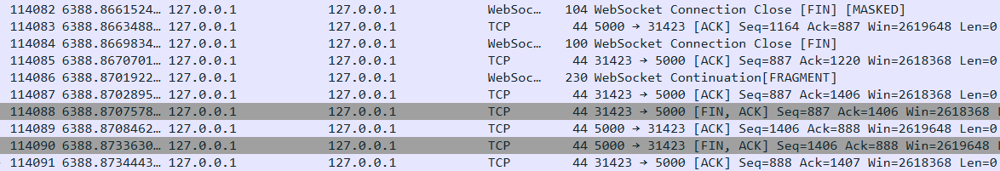 114082 6388.8661524… 127.0.0.1 127.0.0.1 WebSoc… 104 WebSocket Connection Close [FIN] [MASKED]
114083 6388.8663488… 127.0.0.1 127.0.0.1 TCP 44 5000 → 31423 [ACK] Seq=1164 Ack=887 Win=2619648 Len=0
114084 6388.8669834… 127.0.0.1 127.0.0.1 WebSoc… 100 WebSocket Connection Close [FIN]
114085 6388.8670701… 127.0.0.1 127.0.0.1 TCP 44 31423 → 5000 [ACK] Seq=887 Ack=1220 Win=2618368 Len=0
114086 6388.8701922… 127.0.0.1 127.0.0.1 WebSoc… 230 WebSocket Continuation[FRAGMENT]
114087 6388.8702895… 127.0.0.1 127.0.0.1 TCP 44 31423 → 5000 [ACK] Seq=887 Ack=1406 Win=2618368 Len=0
114088 6388.8707578… 127.0.0.1 127.0.0.1 TCP 44 31423 → 5000 [FIN, ACK] Seq=887 Ack=1406 Win=2618368
114089 6388.8708462… 127.0.0.1 127.0.0.1 TCP 44 5000 → 31423 [ACK] Seq=1406 Ack=888 Win=2619648 Len=0
114090 6388.8733630… 127.0.0.1 127.0.0.1 TCP 44 5000 → 31423 [FIN, ACK] Seq=1406 Ack=888 Win=2619648
114091 6388.8734443… 127.0.0.1 127.0.0.1 TCP 44 31423 → 5000 [ACK] Seq=888 Ack=1407 Win=2618368 Len=0